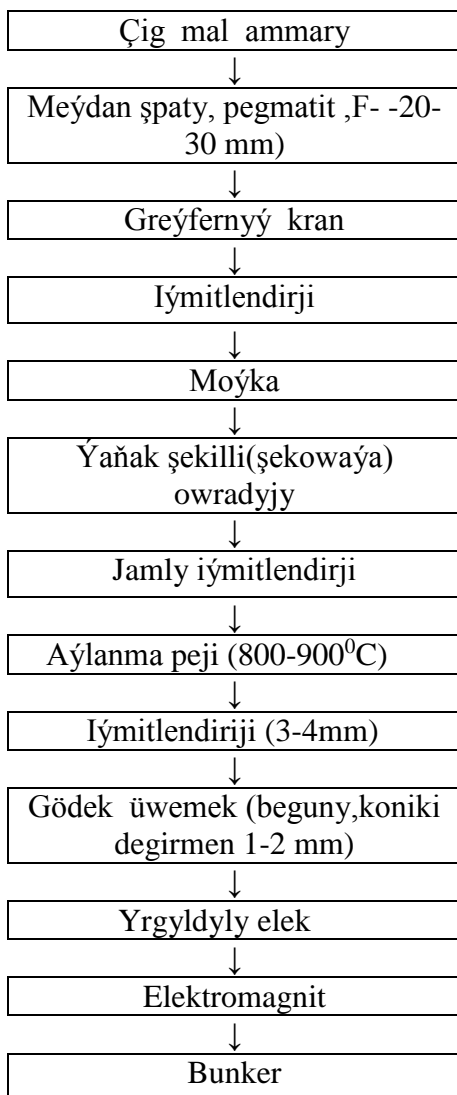 Çig mal ammary
↓
Meýdan şpaty, pegmatit ,F- -20-
30 mm)
↓
Greýfernyý kran
↓
Iýmitlendirji
↓
Moýka
↓
Ýaňak şekilli(şekowaýa)
owradyjy
↓
Jamly iýmitlendirji
↓
Aýlanma peji (800-900⁰C)
↓
Iýmitlendiriji (3-4mm)
↓
Gödek üwemek (beguny,koniki
degirmen 1-2 mm)
↓
Yrgyldyly elek
↓
Elektromagnit
↓
Bunker